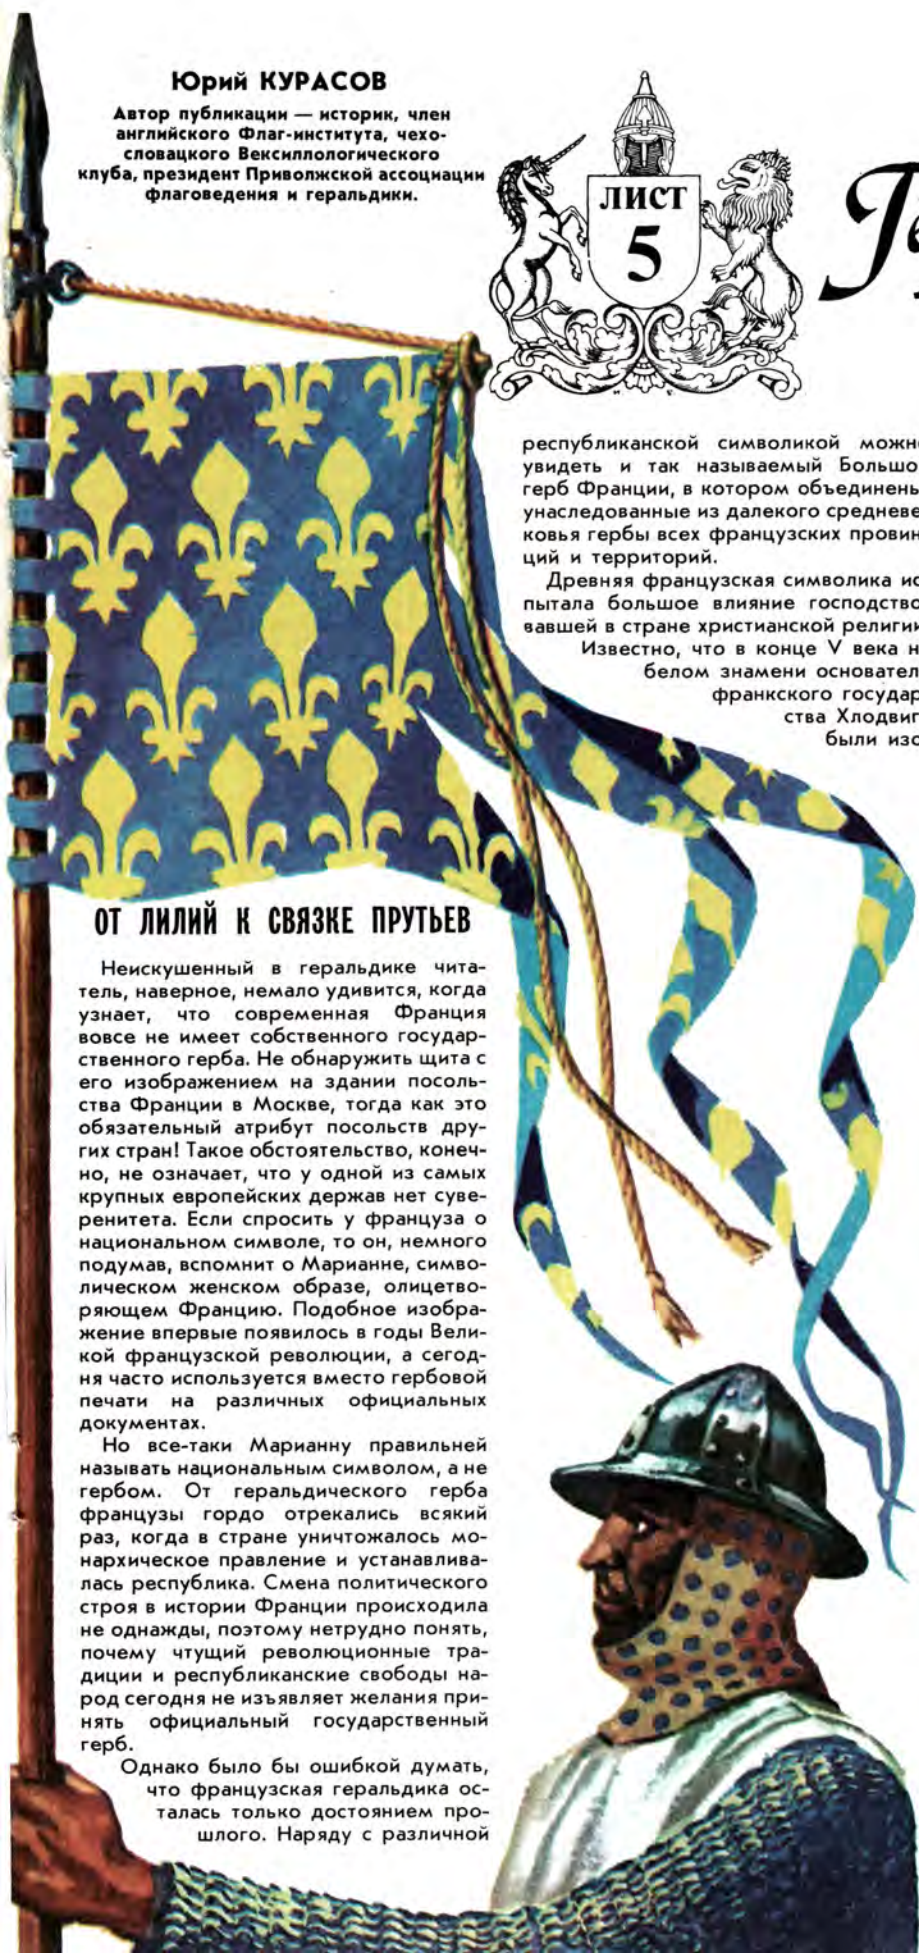 Юрий КУРАСОВ
Автор публикации — историк, член
английского Флаг-института, чехо-
словацкого Вексиллологического
клуба, президент Приволжской ассоциации
флаговедения и геральдики.
ЛИСТ
5
Ге
ОТ ЛИЛИЙ К СВЯЗКЕ ПРУТЬЕВ
Неискушенный в геральдике чита-
тель, наверное, немало удивится, когда
узнает, что современная Франция
вовсе не имеет собственного государ-
ственного герба. Не обнаружить щита с
его изображением на здании посоль-
ства Франции в Москве, тогда как это
обязательный атрибут посольств дру-
гих стран! Такое обстоятельство, конеч-
но, не означает, что у одной из самых
крупных европейских держав нет суве-
ренитета. Если спросить у француза о
национальном символе, то он, немного
подумав, вспомнит о Марианне, симво-
лическом женском образе, олицетво-
ряющем Францию. Подобное изобра-
жение впервые появилось в годы Вели-
кой французской революции, а сегод-
ня часто используется вместо гербовой
печати на различных официальных
документах.
Но все-таки Марианну правильней
называть национальным символом, а не
гербом. От геральдического герба
французы гордо отрекались всякий
раз, когда в стране уничтожалось мо-
нархическое правление и устанавлива-
лась республика. Смена политического
строя в истории Франции происходила
не однажды, поэтому нетрудно понять,
почему чтущий революционные тра-
диции и республиканские свободы на-
род сегодня не изъявляет желания при-
нять официальный государственный
герб.
Однако было бы ошибкой думать,
что французская геральдика ос-
талась только достоянием про-
шлого. Наряду с различной
республиканской символикой можн
увидеть и так называемый Большо
герб Франции, в котором объединены
унаследованные из далекого средневе
ковья гербы всех французских провин
ций и территорий.
Древняя французская символика ис
пытала большое влияние господство
вавшей в стране христианской религии
Известно, что в конце V века н
белом знамени основател
франкского государ
ства Хлодвиг
были изо